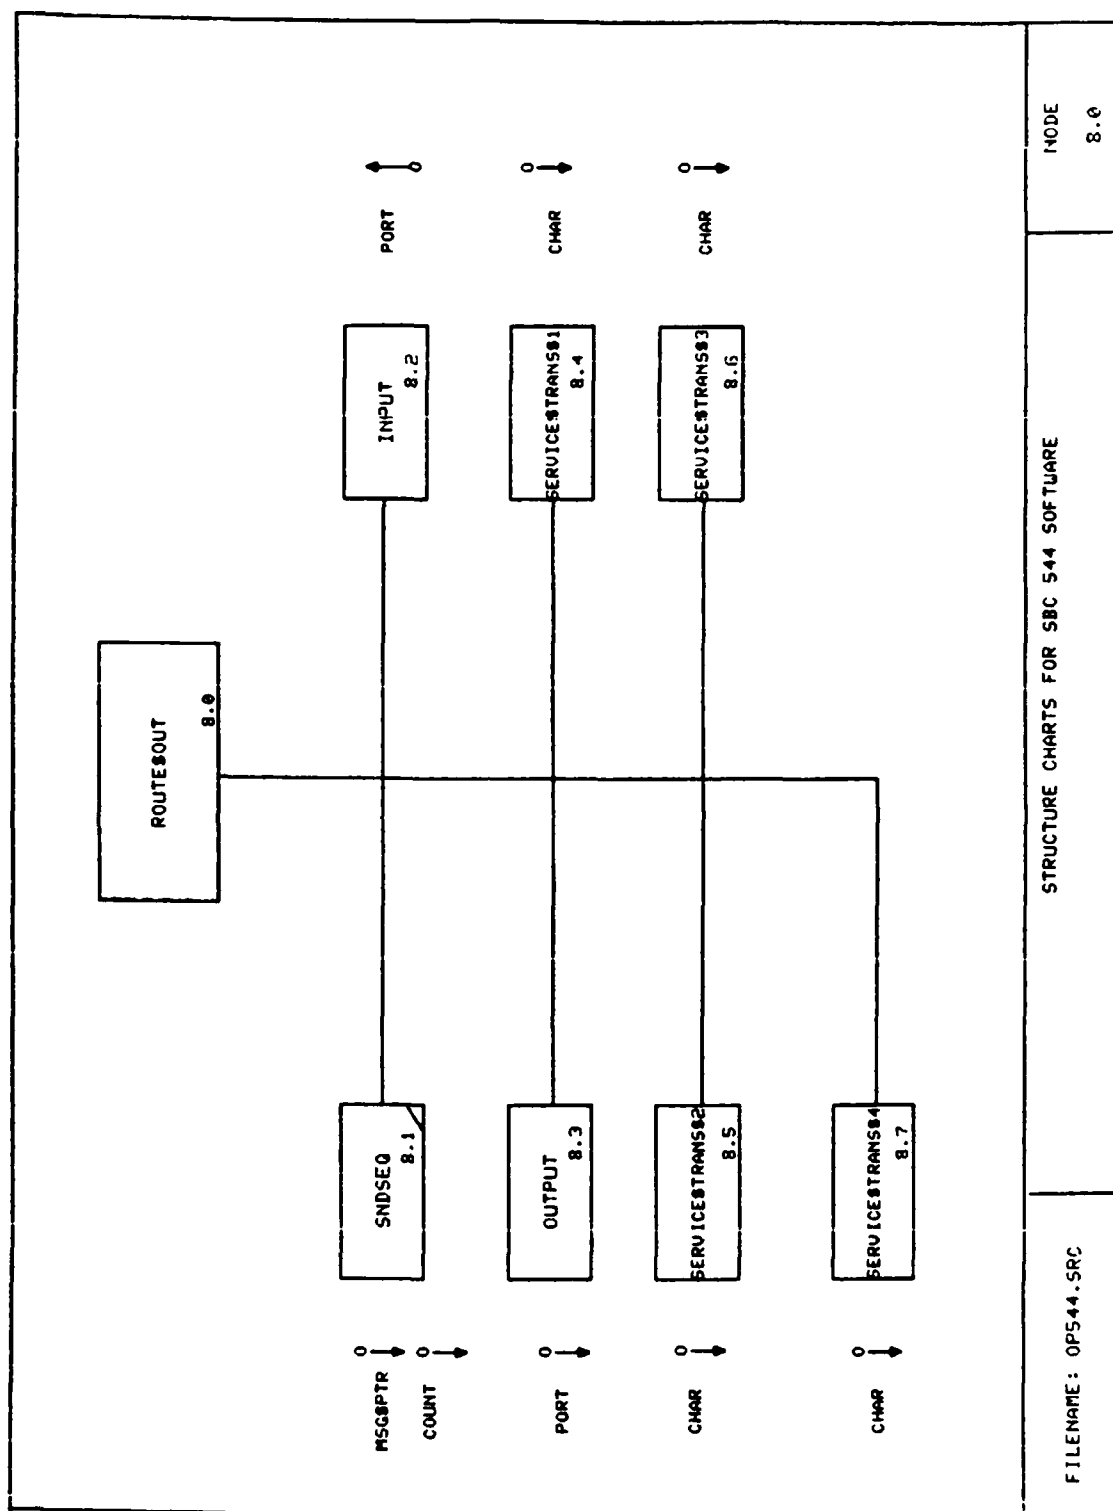 ROUTE$OUT
8.0
SNDSEQ
8.1
INPUT
8.2
MSG$PTR
COUNT
PORT
OUTPUT
8.3
SERVICE$TRANS$1
8.4
PORT
CHAR
SERVICE$TRANS$2
8.5
SERVICE$TRANS$3
8.6
CHAR
CHAR
SERVICE$TRANS$4
8.7
CHAR
FILENAME: OP544.SRC
STRUCTURE CHARTS FOR SBC 544 SOFTWARE
NODE
8.0